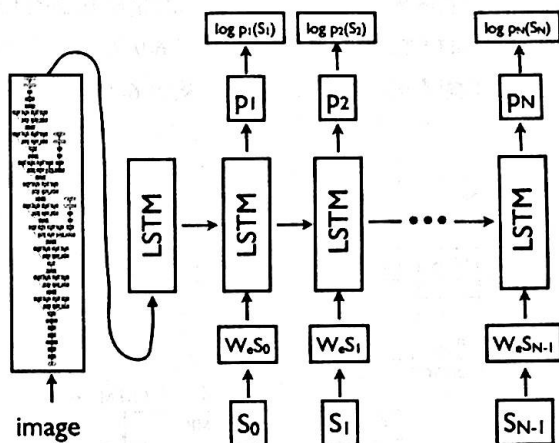 log p₁(S₁) log p₂(S₂) log pN(SN)
p₁ p₂ pN
LSTM LSTM LSTM LSTM
WeS₀ WeS₁ WeSN-1
image S₀ S₁ SN-1